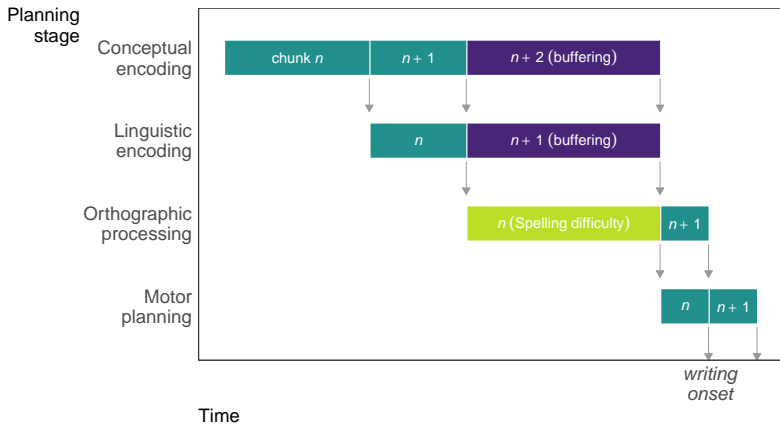 Planning
stage
Conceptual
encoding
chunk n
n + 1
n + 2 (buffering)
Linguistic
encoding
n
n + 1 (buffering)
Orthographic
processing
n (Spelling difficulty)
n + 1
Motor
planning
n
n + 1
writing
onset
Time